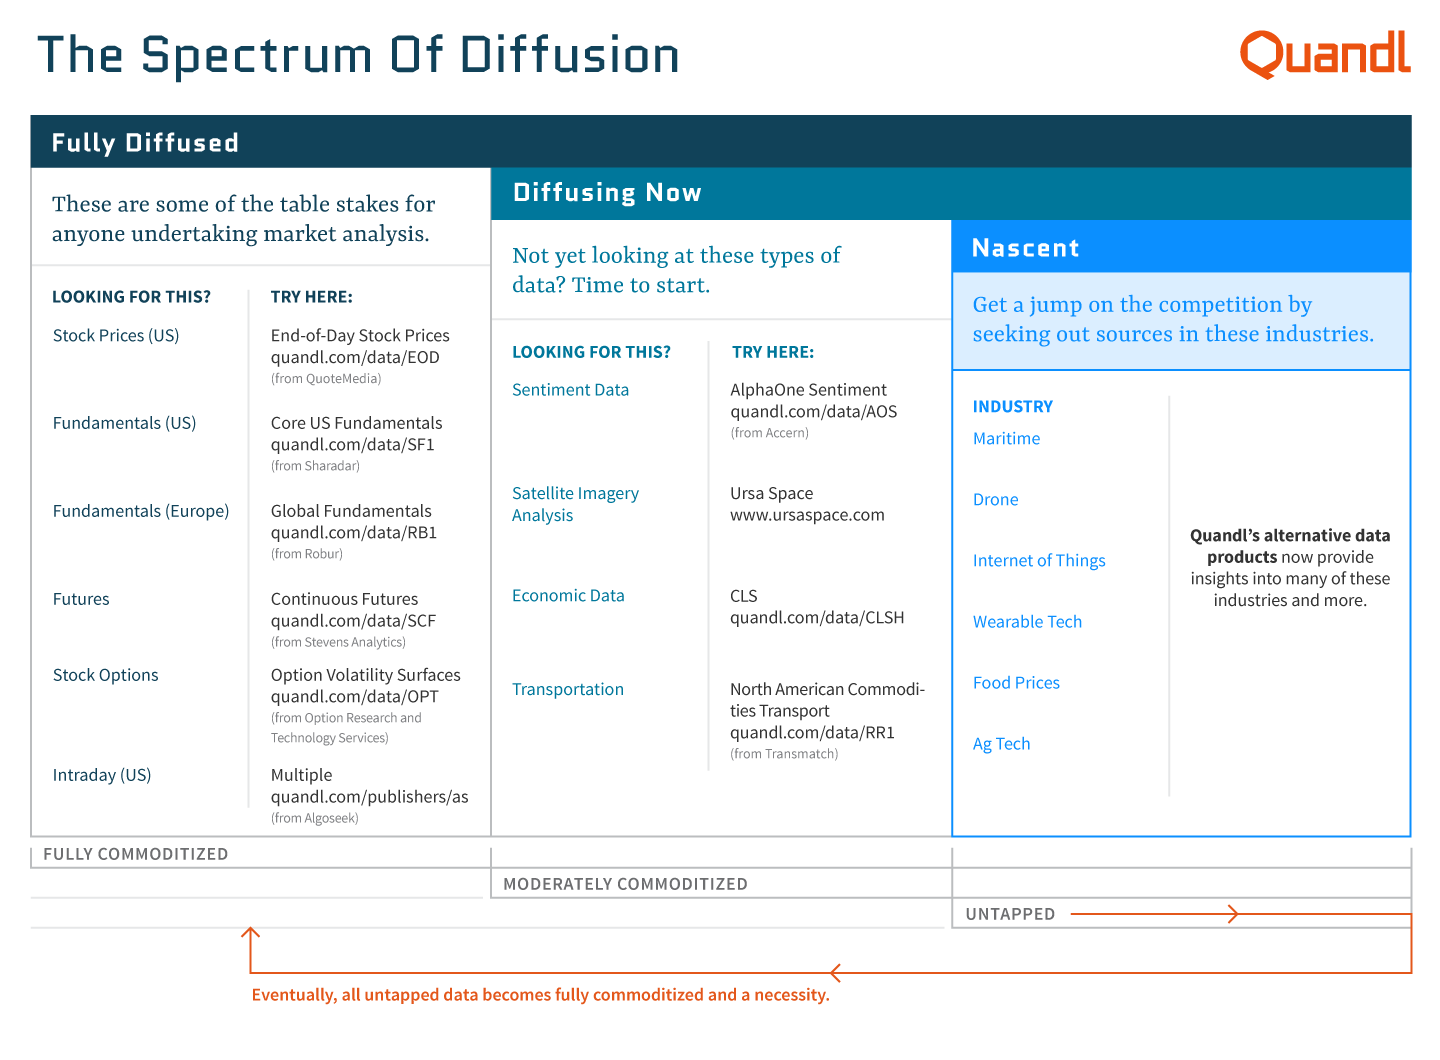 The Spectrum Of Diffusion
Quandl
Fully Diffused
These are some of the table stakes for
anyone undertaking market analysis.
LOOKING FOR THIS?
TRY HERE:
Stock Prices (US)
End-of-Day Stock Prices
quandl.com/data/EOD
(from QuoteMedia)
Fundamentals (US)
Core US Fundamentals
quandl.com/data/SF1
(from Sharadar)
Fundamentals (Europe)
Global Fundamentals
quandl.com/data/RB1
(from Robur)
Futures
Continuous Futures
quandl.com/data/SCF
(from Stevens Analytics)
Stock Options
Option Volatility Surfaces
quandl.com/data/OPT
(from Option Research and
Technology Services)
Intraday (US)
Multiple
quandl.com/publishers/as
(from Algoseek)
Diffusing Now
Not yet looking at these types of
data? Time to start.
LOOKING FOR THIS?
TRY HERE:
Sentiment Data
AlphaOne Sentiment
quandl.com/data/AOS
(from Accern)
Satellite Imagery
Analysis
Ursa Space
www.ursaspace.com
Economic Data
CLS
quandl.com/data/CLSH
Transportation
North American Commodi-
ties Transport
quandl.com/data/RR1
(from Transmatch)
Nascent
Get a jump on the competition by
seeking out sources in these industries.
INDUSTRY
Maritime
Drone
Internet of Things
Wearable Tech
Food Prices
Ag Tech
Quandl’s alternative data
products now provide
insights into many of these
industries and more.
FULLY COMMODITIZED
MODERATELY COMMODITIZED
UNTAPPED
Eventually, all untapped data becomes fully commoditized and a necessity.